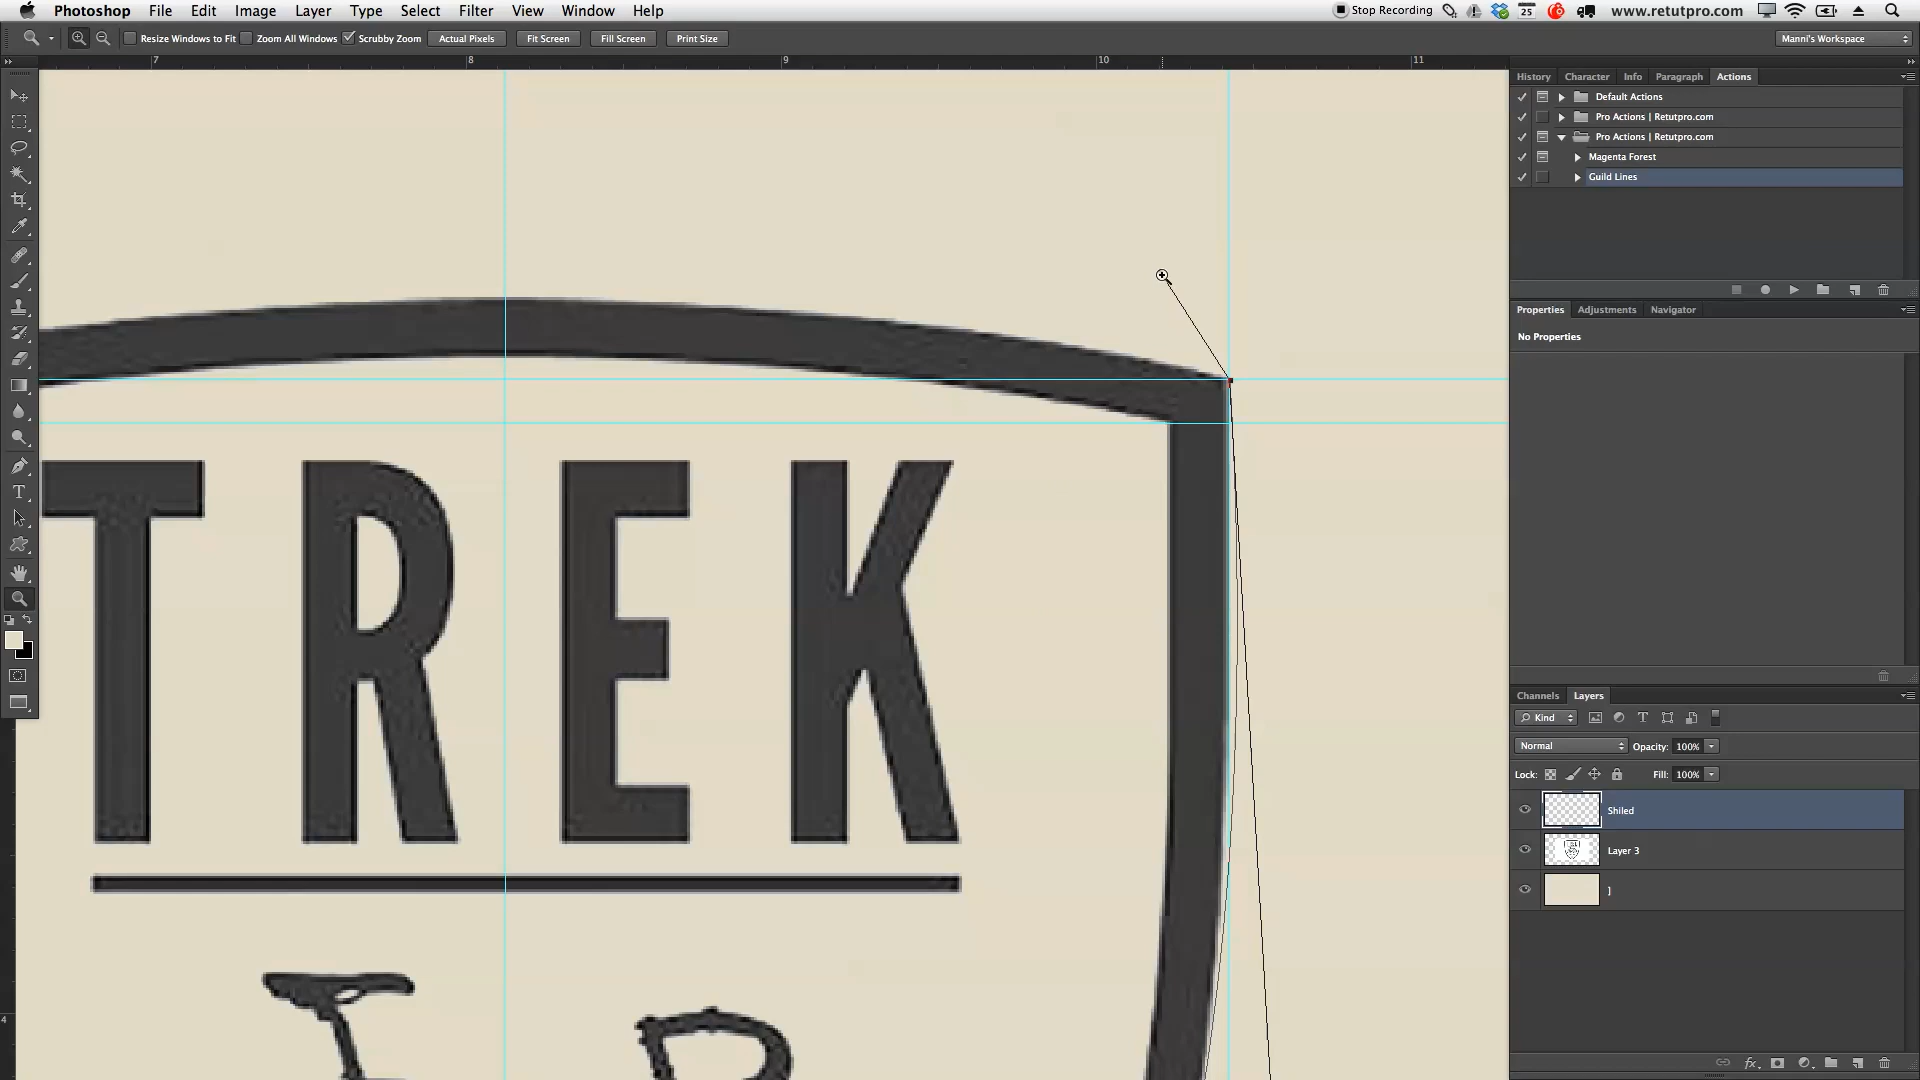 Photoshop File Edit Image Layer Type Select Filter View Window Help Stop Recording 25 www.retutpro.com
Resize Windows to Fit Zoom All Windows Scrubby Zoom Actual Pixels Fit Screen Fill Screen Print Size Manni's Workspace
7 8 9 10 11
History Character Info Paragraph Actions
Default Actions
Pro Actions | Retutpro.com
Pro Actions | Retutpro.com
Magenta Forest
Guild Lines
Properties Adjustments Navigator
No Properties
TREK
Channels Layers
Kind
Normal Opacity: 100%
Lock: Fill: 100%
Shiled
Layer 3
]
4